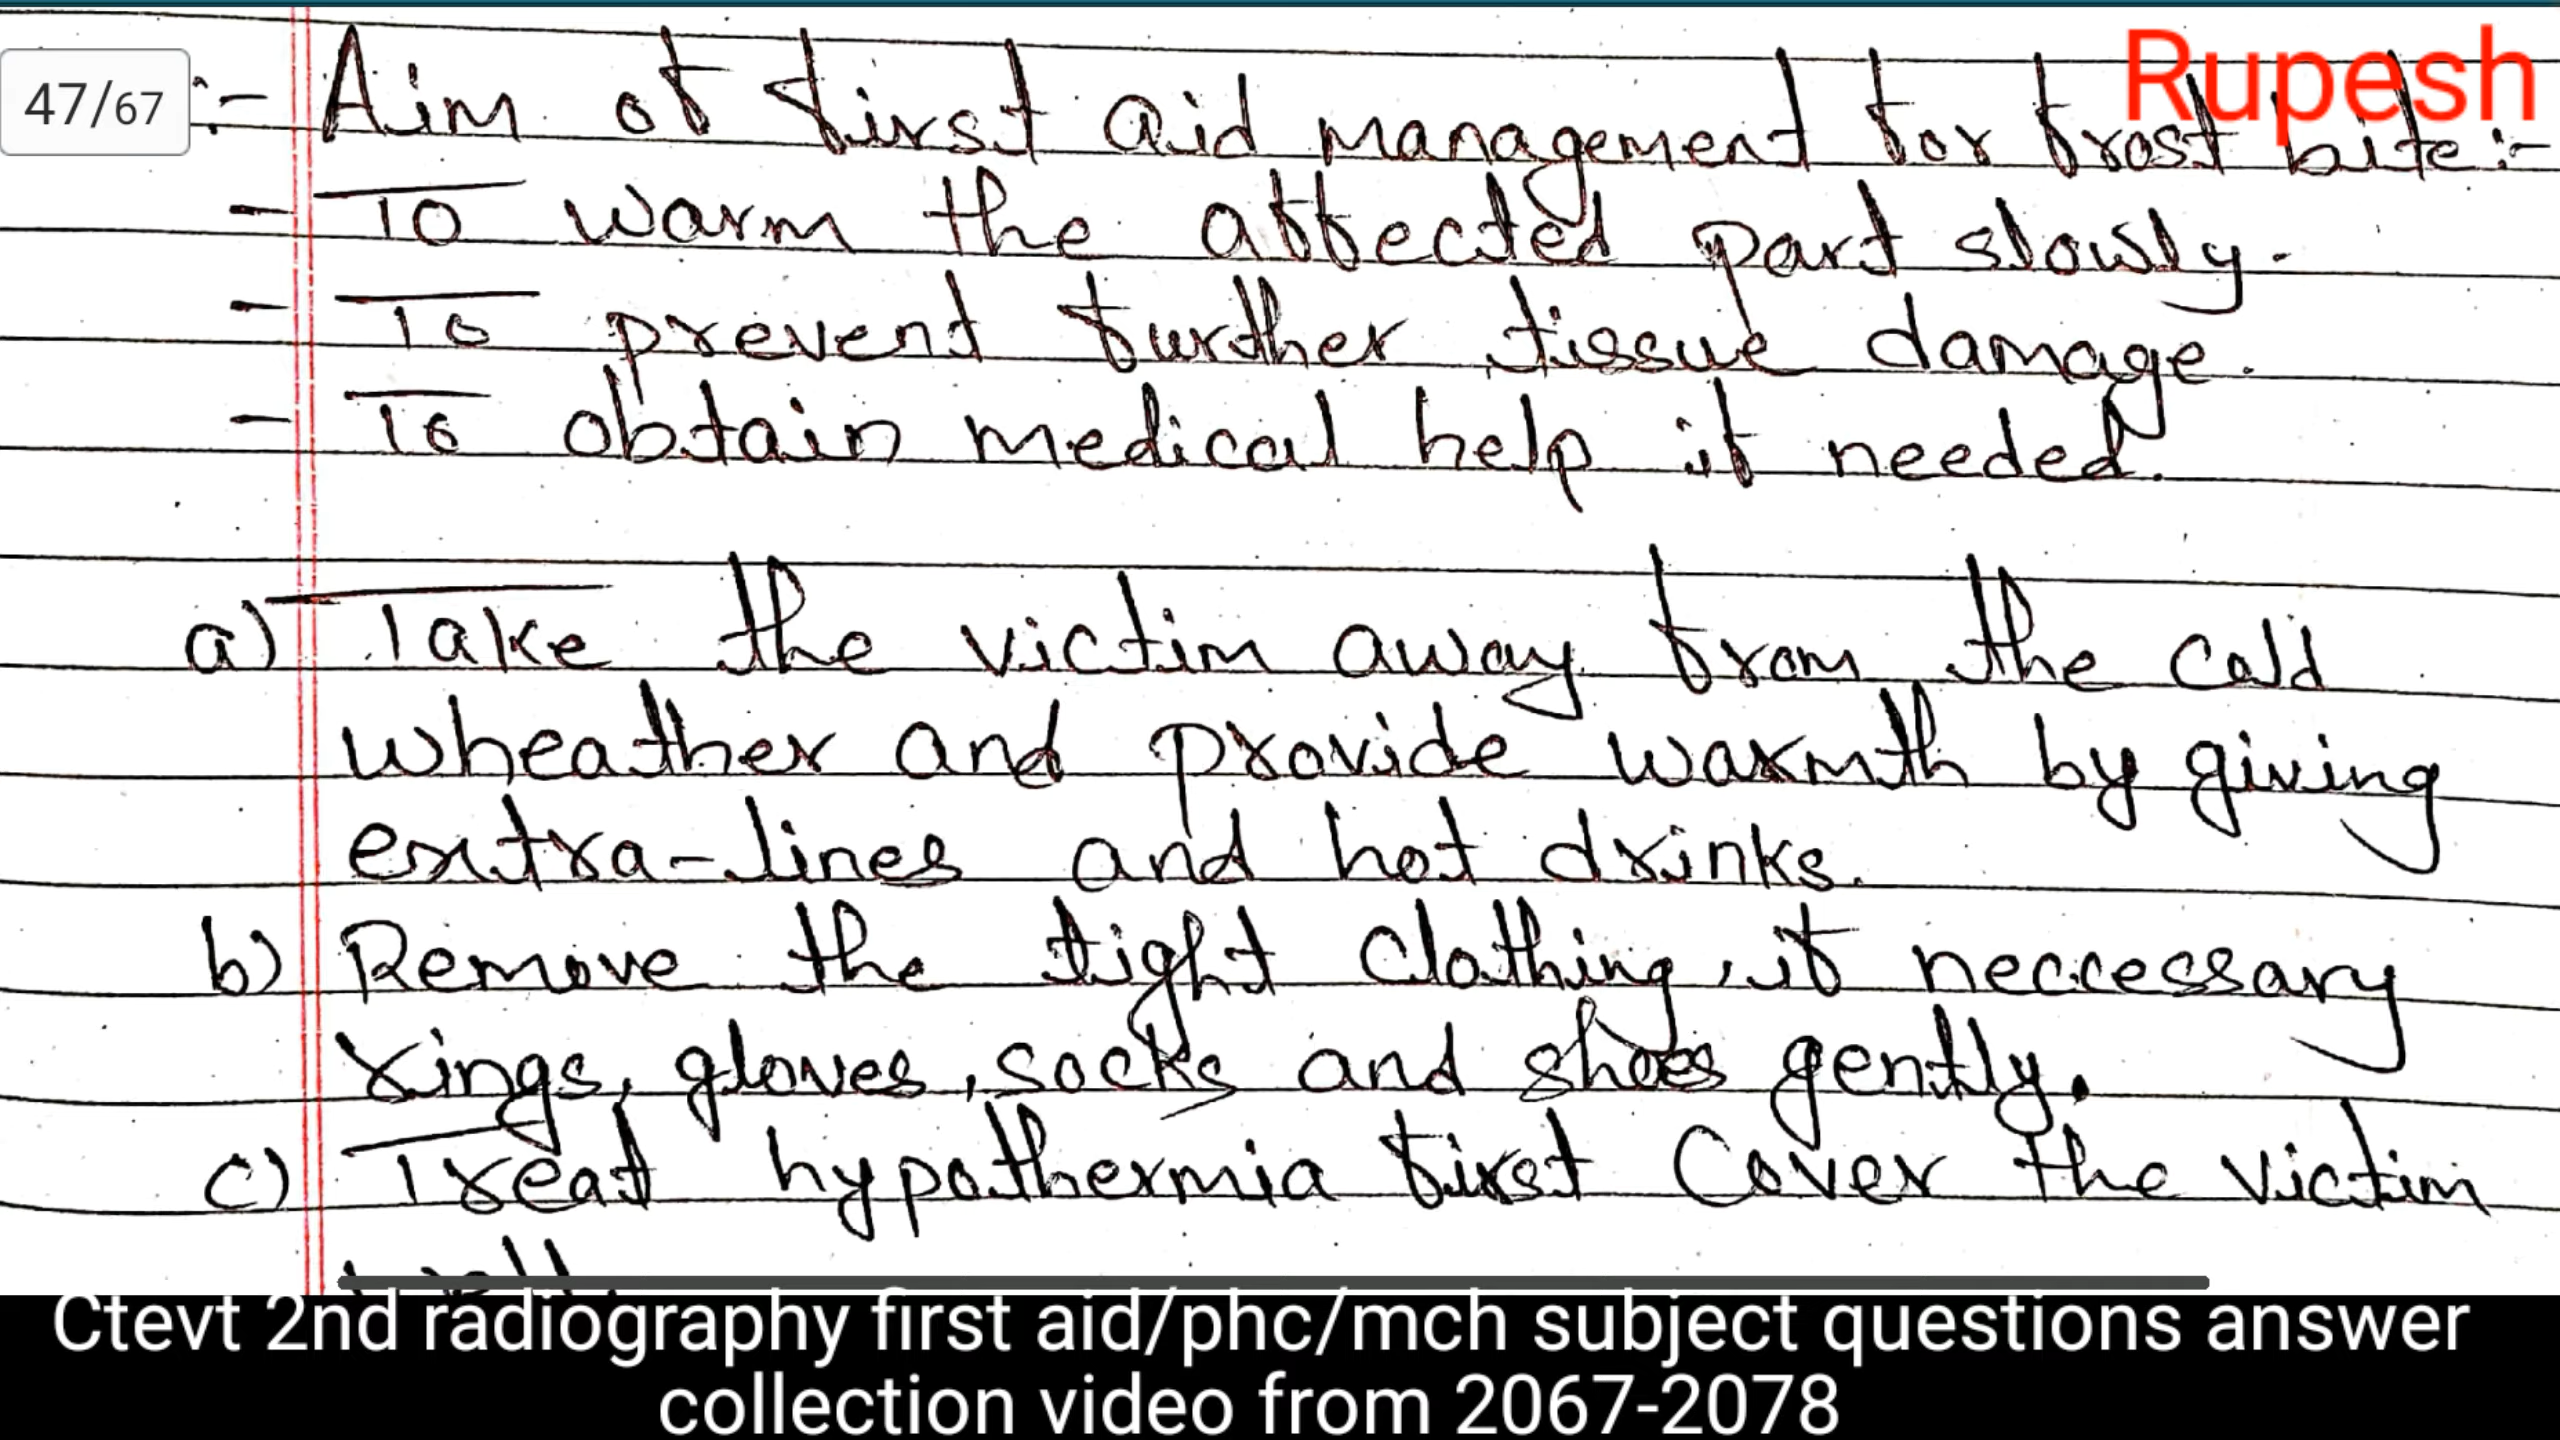 47/67
Rupesh
:- Aim of first aid management for frost bite:-
- To warm the affected part slowly.
- To prevent further tissue damage.
- To obtain medical help if needed.
a) Take the victim away from the cold
wheather and provide warmth by giving
extra-lines and hot drinks.
b) Remove the tight clothing, if neccessary
rings, gloves, socks and shoes gently.
c) Treat hypothermia first cover the victim
well.
Ctevt 2nd radiography first aid/phc/mch subject questions answer
collection video from 2067-2078